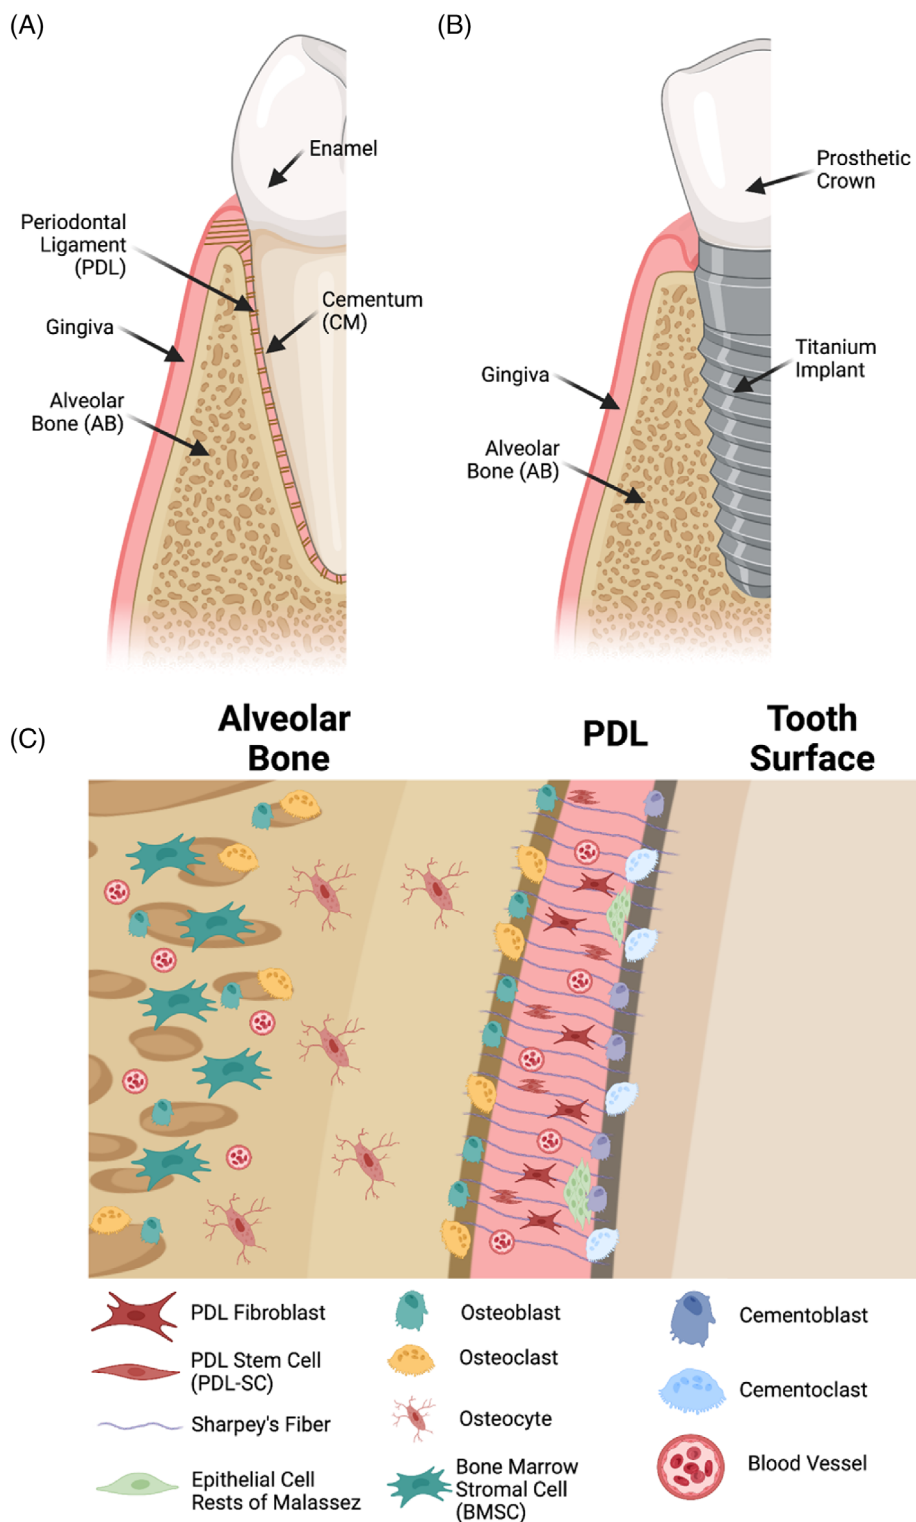 (A)
Enamel
Periodontal
Ligament
(PDL)
Cementum
(CM)
Gingiva
Alveolar
Bone (AB)
(B)
Prosthetic
Crown
Titanium
Implant
Gingiva
Alveolar
Bone (AB)
(C)
Alveolar
Bone
PDL
Tooth
Surface
PDL Fibroblast
PDL Stem Cell
(PDL-SC)
Sharpey's Fiber
Epithelial Cell
Rests of Malassez
Osteoblast
Osteoclast
Osteocyte
Bone Marrow
Stromal Cell
(BMSC)
Cementoblast
Cementoclast
Blood Vessel